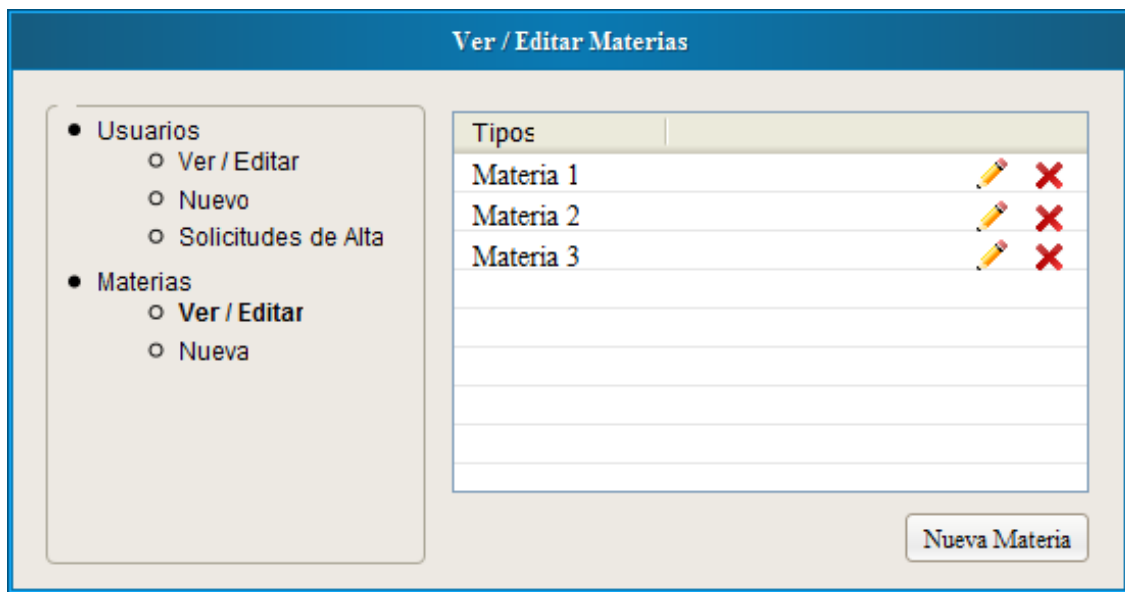 Ver / Editar Materias
Usuarios
Ver / Editar
Nuevo
Solicitudes de Alta
Materias
Ver / Editar
Nueva
Tipos
Materia 1
Materia 2
Materia 3
Nueva Materia